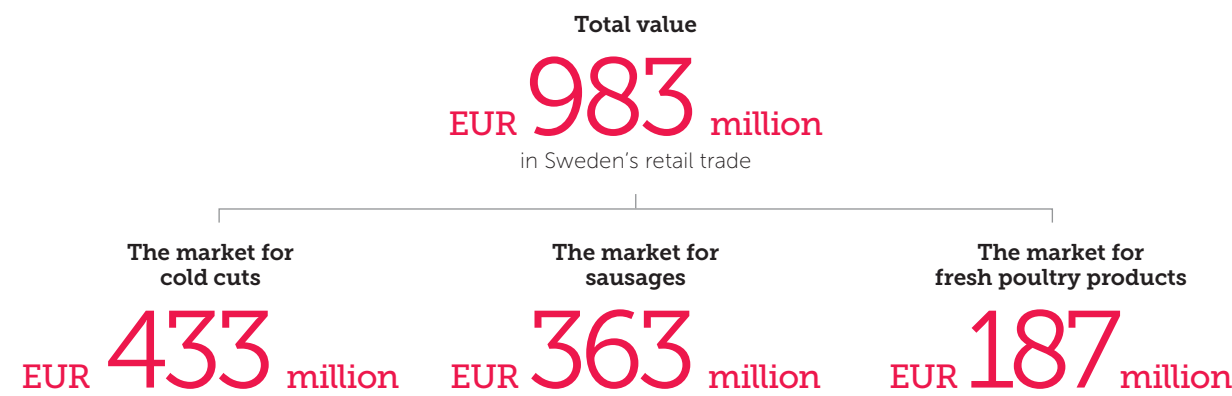 Total value
EUR 983 million
in Sweden's retail trade
The market for
cold cuts
EUR 433 million
The market for
sausages
EUR 363 million
The market for
fresh poultry products
EUR 187 million